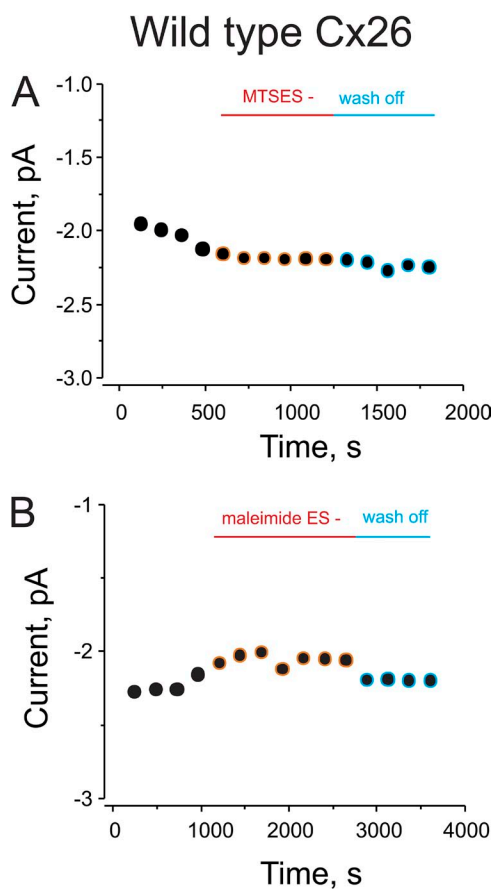 Wild type Cx26
A
MTSES - wash off
-1.0
-1.5
-2.0
-2.5
-3.0
Current, pA
0 500 1000 1500 2000
Time, s
B
maleimide ES - wash off
-1
-2
-3
Current, pA
0 1000 2000 3000 4000
Time, s